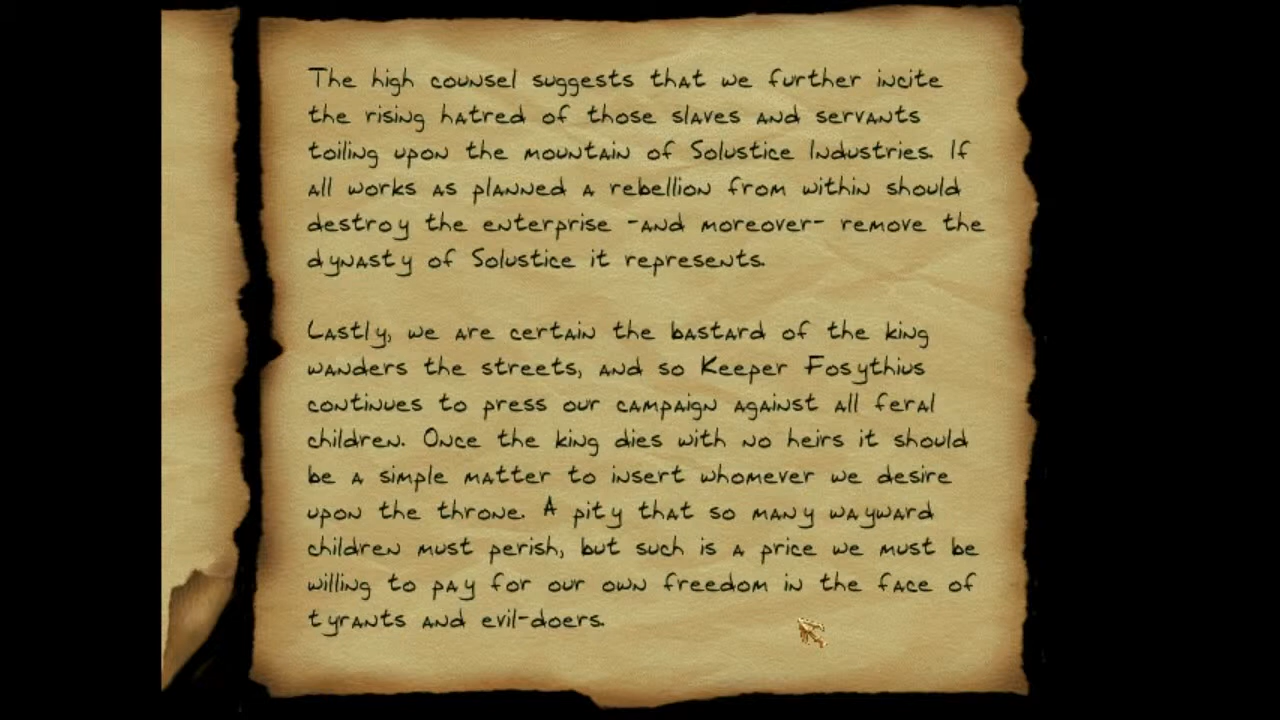 The high counsel suggests that we further incite
the rising hatred of those slaves and servants
toiling upon the mountain of Solustice Industries. If
all works as planned a rebellion from within should
destroy the enterprise -and moreover- remove the
dynasty of Solustice it represents.
Lastly, we are certain the bastard of the king
wanders the streets, and so Keeper Fosythius
continues to press our campaign against all feral
children. Once the king dies with no heirs it should
be a simple matter to insert whomever we desire
upon the throne. A pity that so many wayward
children must perish, but such is a price we must be
willing to pay for our own freedom in the face of
tyrants and evil-doers.